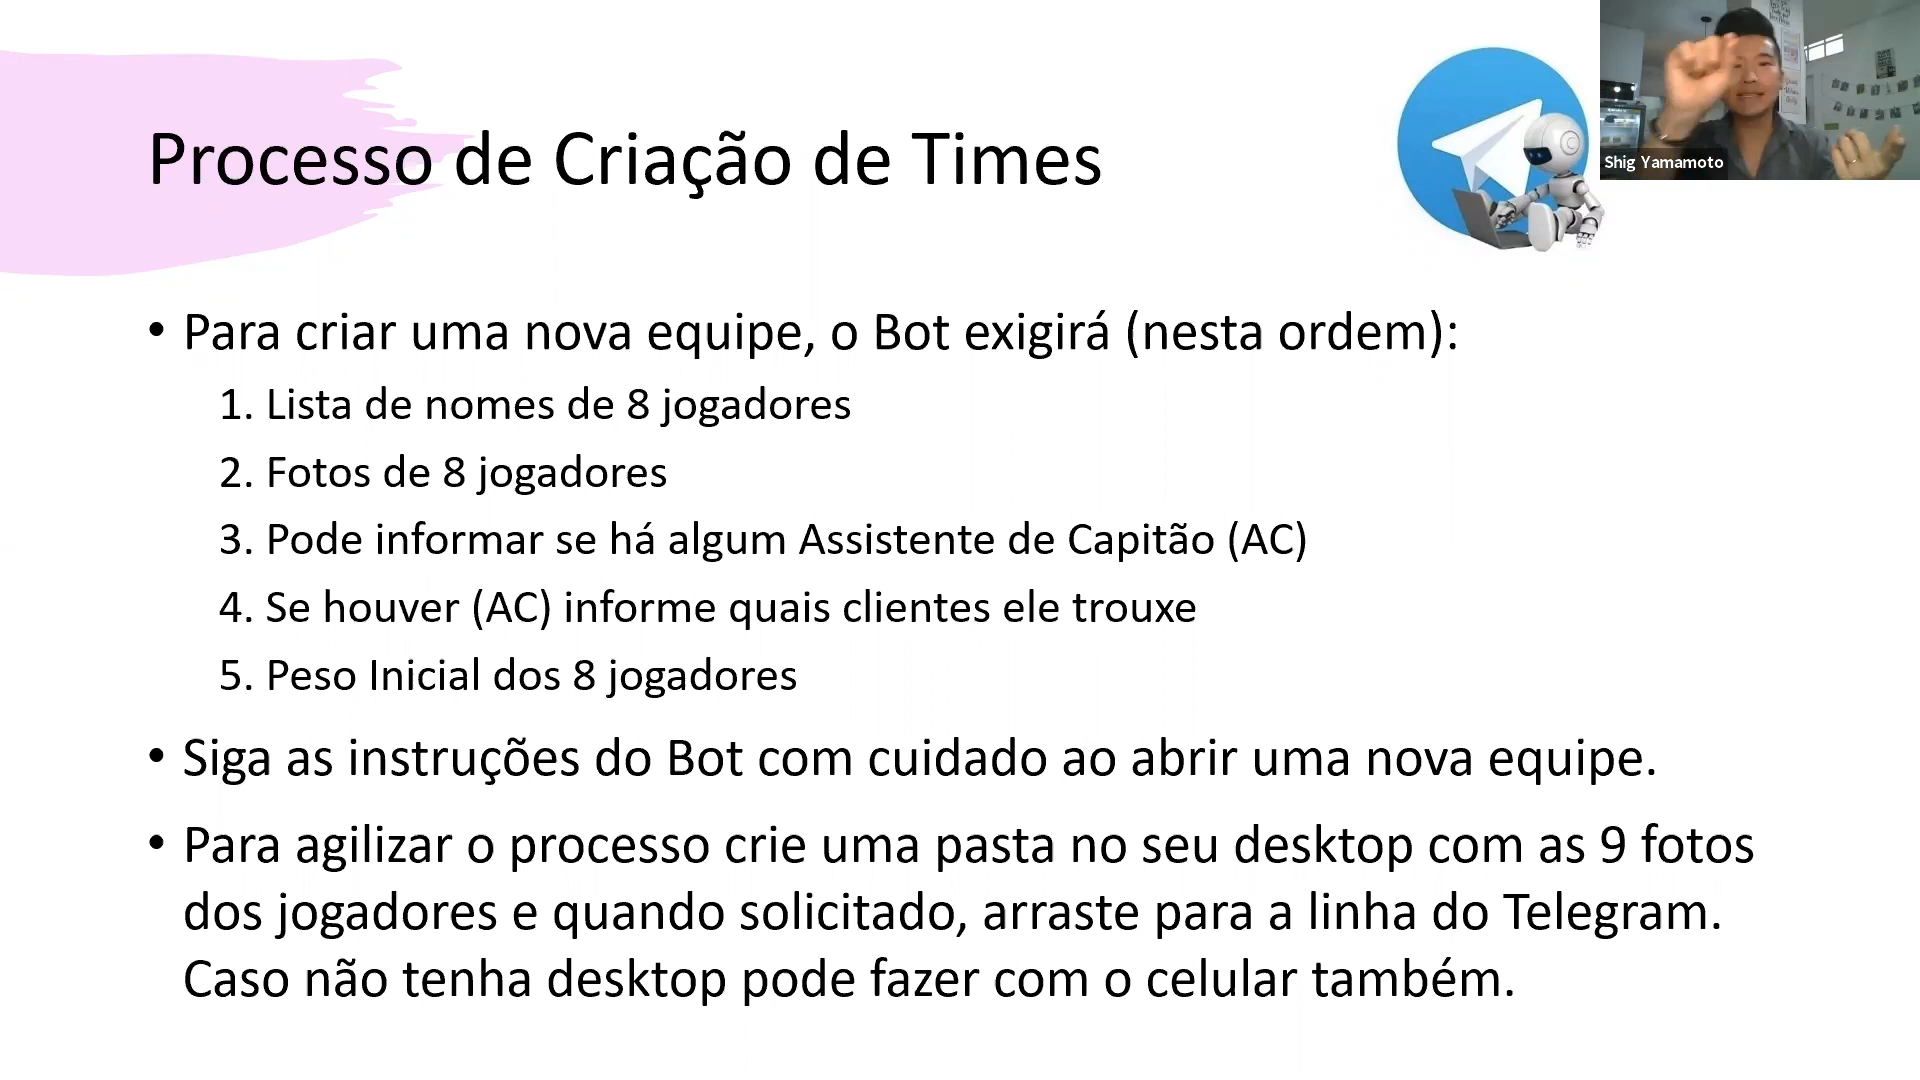 Processo de Criação de Times
Shig Yamamoto
• Para criar uma nova equipe, o Bot exigirá (nesta ordem):
1. Lista de nomes de 8 jogadores
2. Fotos de 8 jogadores
3. Pode informar se há algum Assistente de Capitão (AC)
4. Se houver (AC) informe quais clientes ele trouxe
5. Peso Inicial dos 8 jogadores
• Siga as instruções do Bot com cuidado ao abrir uma nova equipe.
• Para agilizar o processo crie uma pasta no seu desktop com as 9 fotos
dos jogadores e quando solicitado, arraste para a linha do Telegram.
Caso não tenha desktop pode fazer com o celular também.